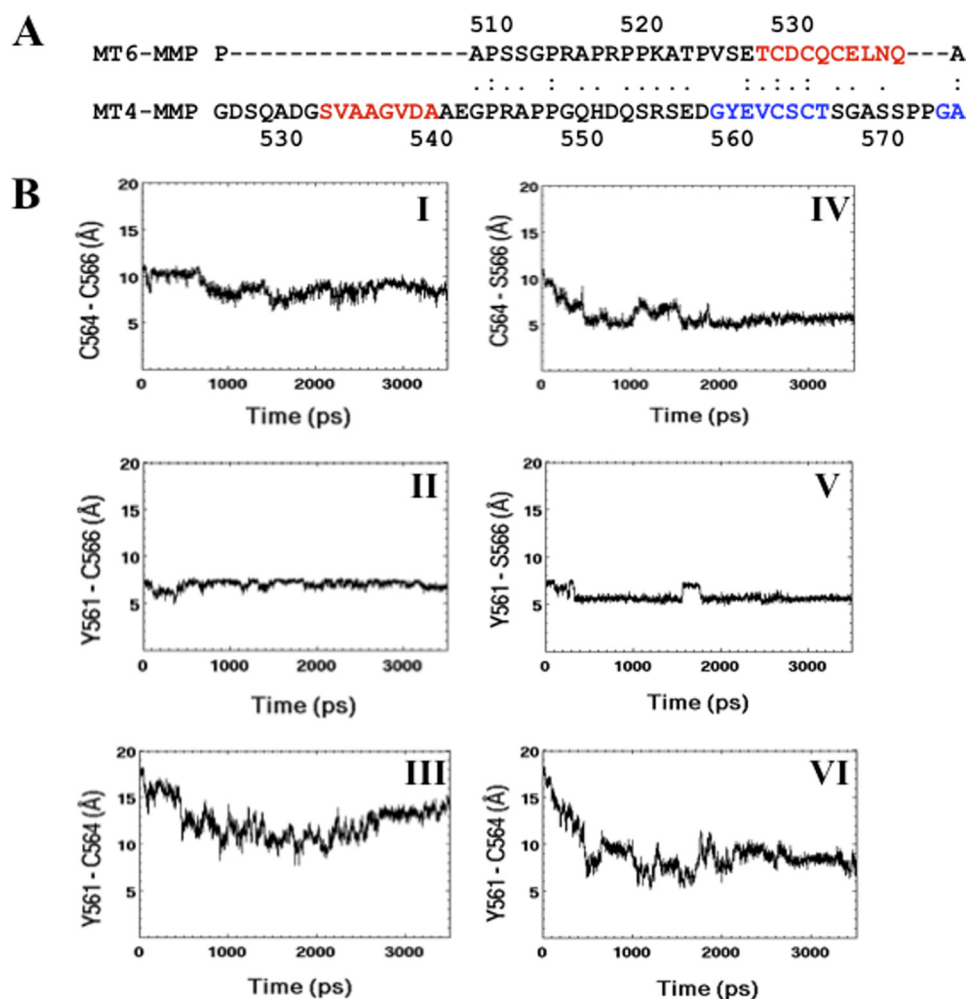 A
510 520 530
MT6-MMP P----------------APSSGPRAPRPPKATPVSETCDCQCELNQ---A
.: . : . . ... . :.:.: . . :
MT4-MMP GDSQADGSVAAGVDAAEGPRAPPGQHDQSRSEDGYEVCSCTSGASSPPGA
530 540 550 560 570
B
I
C564 - C566 (Å)
20
15
10
5
0 1000 2000 3000
Time (ps)
IV
C564 - S566 (Å)
20
15
10
5
0 1000 2000 3000
Time (ps)
II
Y561 - C566 (Å)
20
15
10
5
0 1000 2000 3000
Time (ps)
V
Y561 - S566 (Å)
20
15
10
5
0 1000 2000 3000
Time (ps)
III
Y561 - C564 (Å)
20
15
10
5
0 1000 2000 3000
Time (ps)
VI
Y561 - C564 (Å)
20
15
10
5
0 1000 2000 3000
Time (ps)